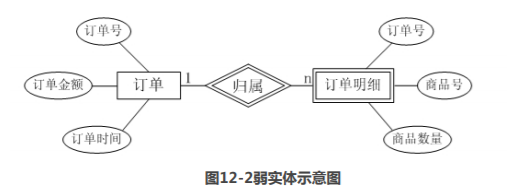 订单号
订单号
订单金额
订单
1
归属
n
订单明细
商品号
订单时间
商品数量
图12-2弱实体示意图